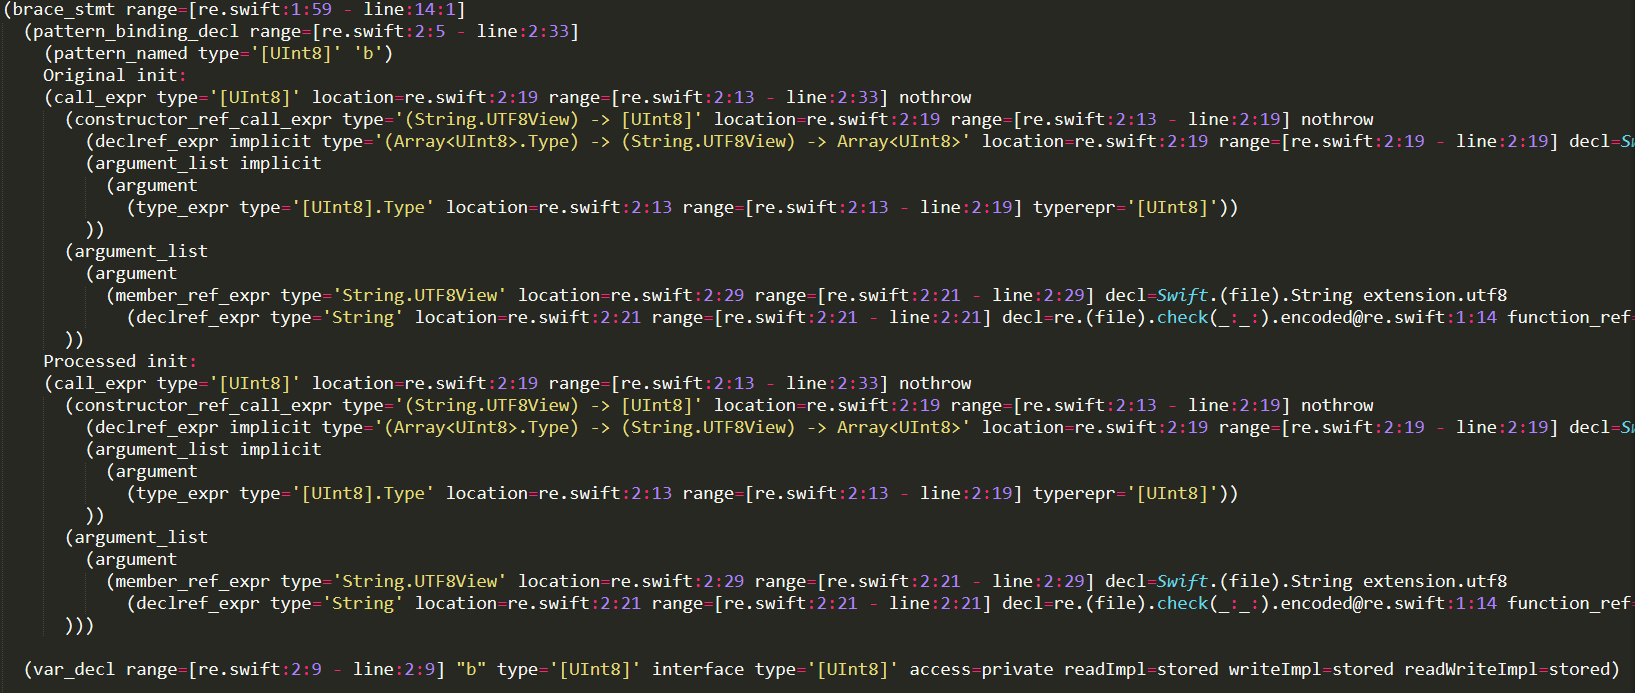 (brace_stmt range=[re.swift:1:59 - line:14:1]
(pattern_binding_decl range=[re.swift:2:5 - line:2:33]
(pattern_named type='[UInt8]' 'b')
Original init:
(call_expr type='[UInt8]' location=re.swift:2:19 range=[re.swift:2:13 - line:2:33] nothrow
(constructor_ref_call_expr type='(String.UTF8View) -> [UInt8]' location=re.swift:2:19 range=[re.swift:2:13 - line:2:19] nothrow
(declref_expr implicit type='(Array<UInt8>.Type) -> (String.UTF8View) -> Array<UInt8>' location=re.swift:2:19 range=[re.swift:2:19 - line:2:19] decl=
(argument_list implicit
(argument
(type_expr type='[UInt8].Type' location=re.swift:2:13 range=[re.swift:2:13 - line:2:19] typerepr='[UInt8]'))
))
(argument_list
(argument
(member_ref_expr type='String.UTF8View' location=re.swift:2:29 range=[re.swift:2:21 - line:2:29] decl=Swift.(file).String extension.utf8
(declref_expr type='String' location=re.swift:2:21 range=[re.swift:2:21 - line:2:21] decl=re.(file).check(_:_:).encoded@re.swift:1:14 function_ref=
))
Processed init:
(call_expr type='[UInt8]' location=re.swift:2:19 range=[re.swift:2:13 - line:2:33] nothrow
(constructor_ref_call_expr type='(String.UTF8View) -> [UInt8]' location=re.swift:2:19 range=[re.swift:2:13 - line:2:19] nothrow
(declref_expr implicit type='(Array<UInt8>.Type) -> (String.UTF8View) -> Array<UInt8>' location=re.swift:2:19 range=[re.swift:2:19 - line:2:19] decl=
(argument_list implicit
(argument
(type_expr type='[UInt8].Type' location=re.swift:2:13 range=[re.swift:2:13 - line:2:19] typerepr='[UInt8]'))
))
(argument_list
(argument
(member_ref_expr type='String.UTF8View' location=re.swift:2:29 range=[re.swift:2:21 - line:2:29] decl=Swift.(file).String extension.utf8
(declref_expr type='String' location=re.swift:2:21 range=[re.swift:2:21 - line:2:21] decl=re.(file).check(_:_:).encoded@re.swift:1:14 function_ref=
)))
(var_decl range=[re.swift:2:9 - line:2:9] "b" type='[UInt8]' interface type='[UInt8]' access=private readImpl=stored writeImpl=stored readWriteImpl=stored)